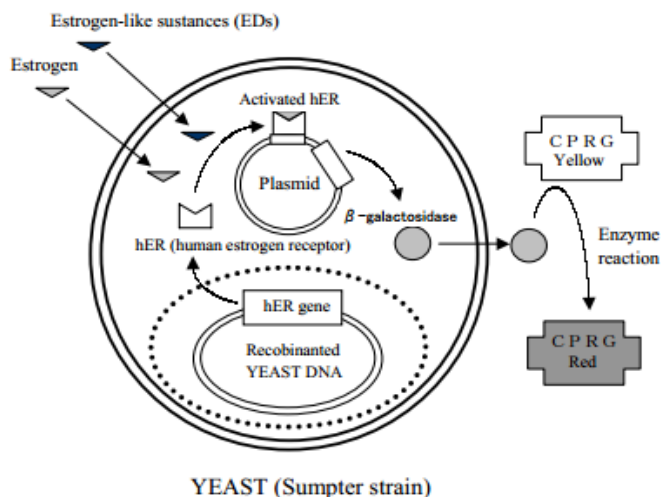 Estrogen-like sustances (EDs)
Estrogen
Activated hER
Plasmid
hER (human estrogen receptor)
β-galactosidase
C P R G
Yellow
Enzyme
reaction
C P R G
Red
hER gene
Recobinanted
YEAST DNA
YEAST (Sumpter strain)